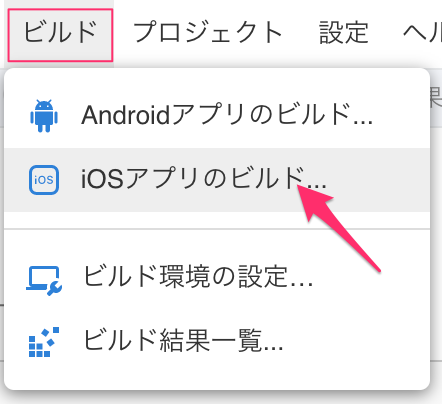 ビルド プロジェクト 設定 ヘル
Androidアプリのビルド... 果
iOS iOSアプリのビルド...
ビルド環境の設定...
ビルド結果一覧...